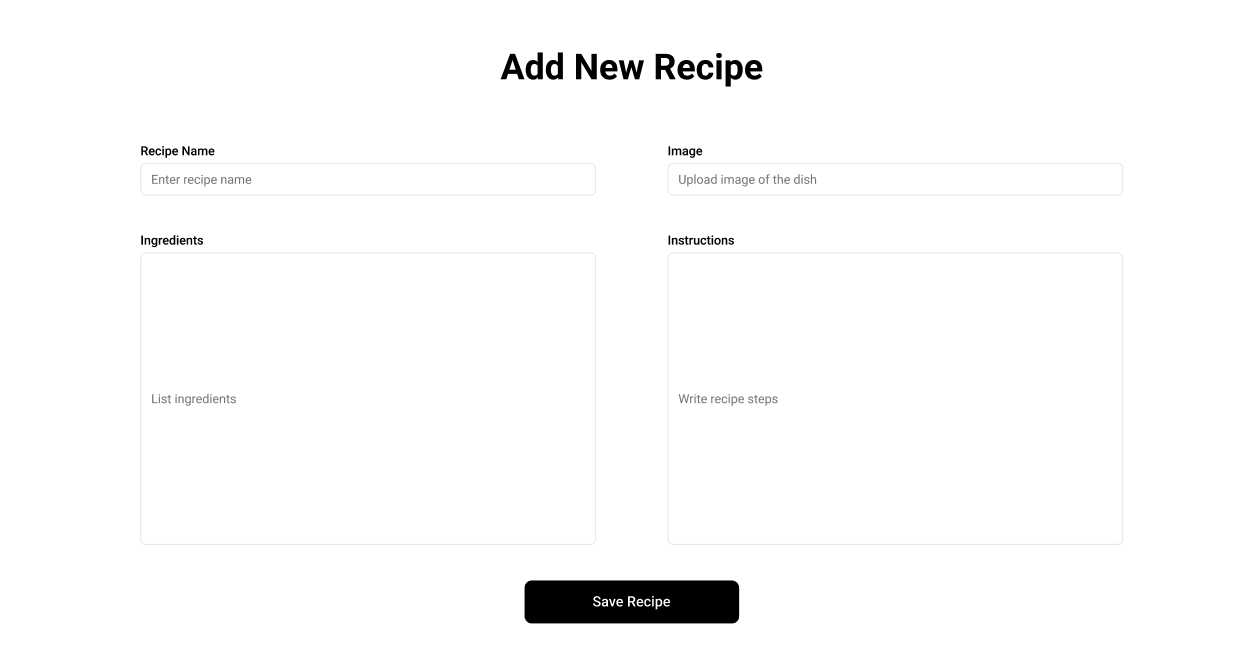 Add New Recipe
Recipe Name
Enter recipe name
Image
Upload image of the dish
Ingredients
List ingredients
Instructions
Write recipe steps
Save Recipe